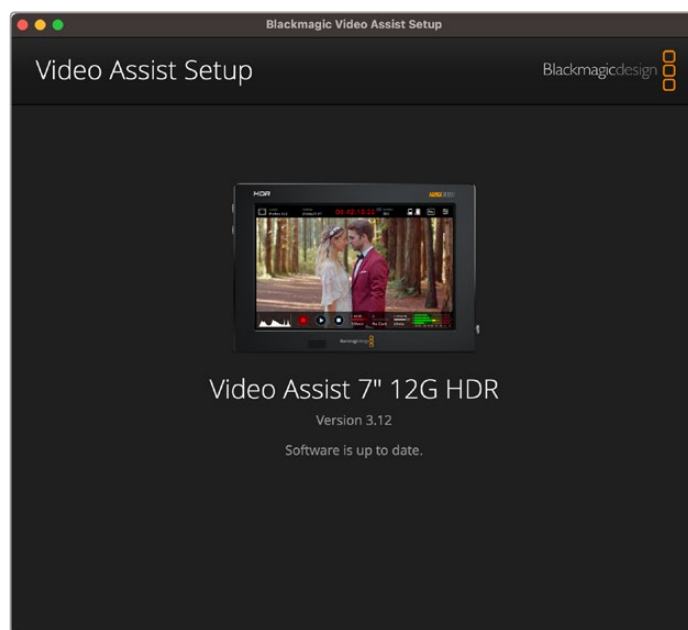 Blackmagic Video Assist Setup
Video Assist Setup
Blackmagicdesign
HDR
Blackmagicdesign
Video Assist 7" 12G HDR
Version 3.12
Software is up to date.